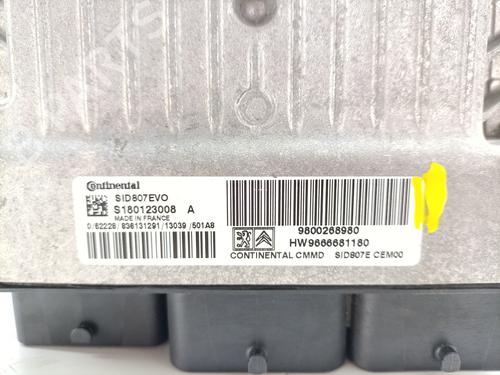 Continental
SID807EVO
S180123008 A
MADE IN FRANCE
0/62228/836131291/13039/501A8
9800268980
HW9666681180
CONTINENTAL CMMD SID807E CEM00